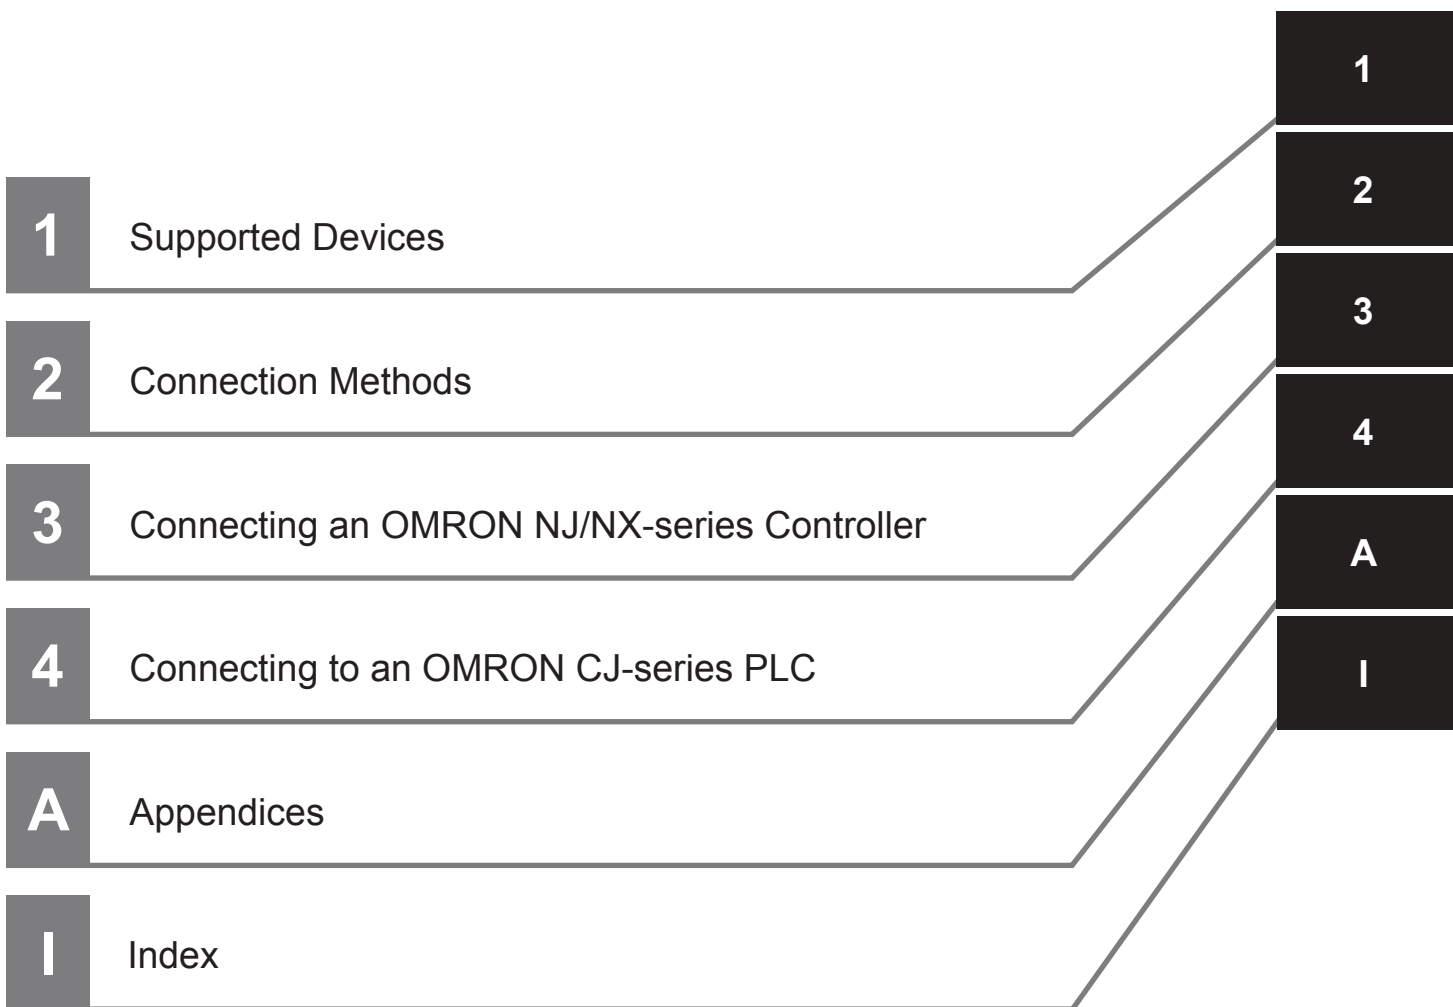 1 Supported Devices
2 Connection Methods
3 Connecting an OMRON NJ/NX-series Controller
4 Connecting to an OMRON CJ-series PLC
A Appendices
I Index
1
2
3
4
A
I